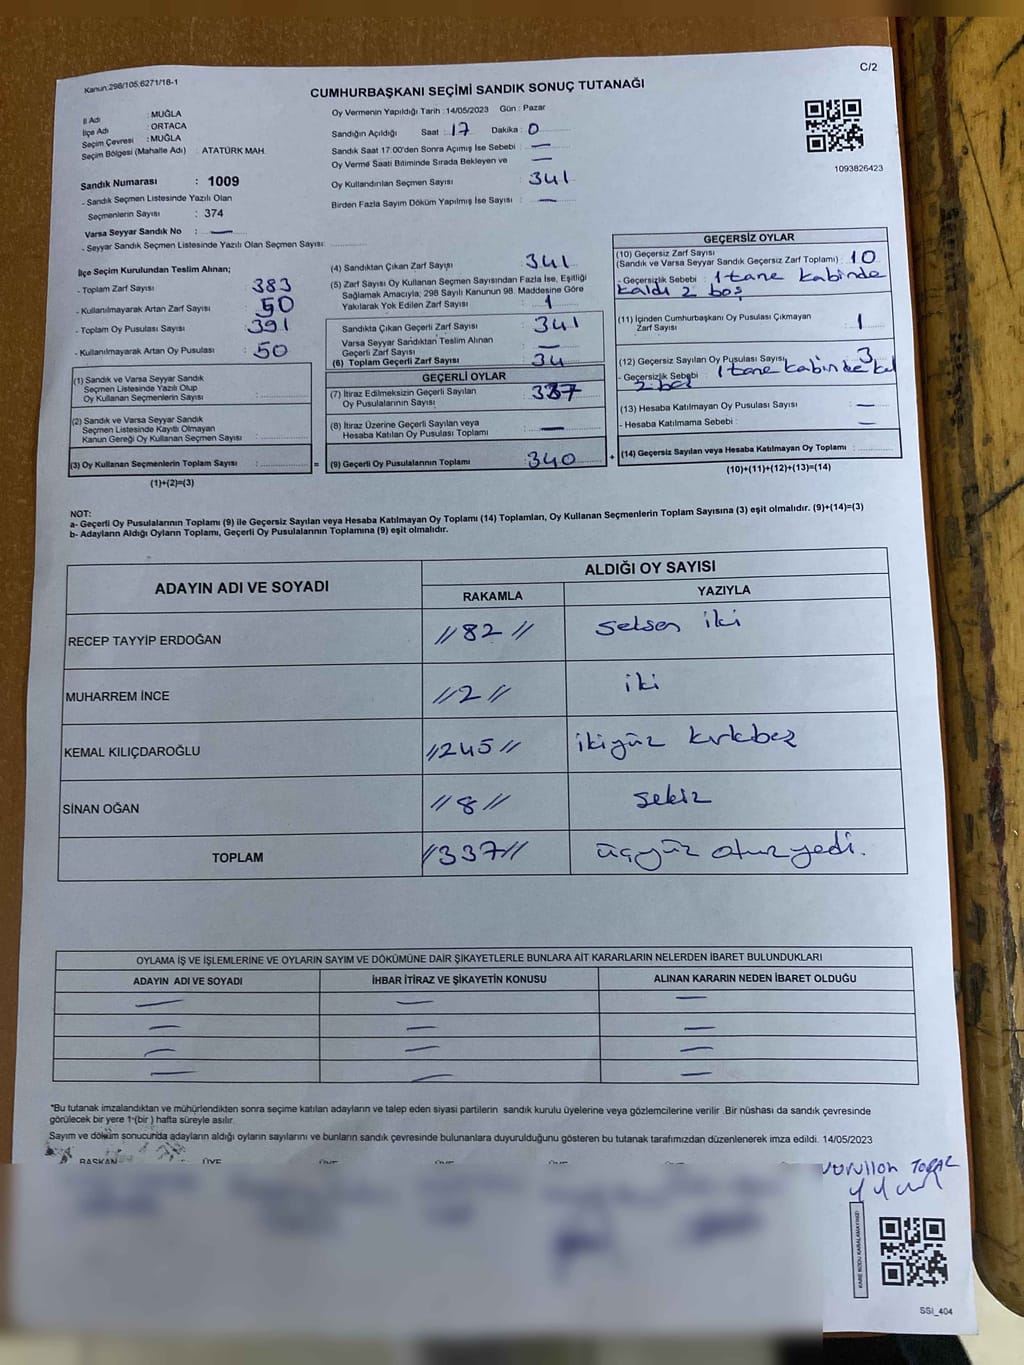 Kanun:298/105,6271/18-1
C/2
CUMHURBAŞKANI SEÇİMİ SANDIK SONUÇ TUTANAĞI
İl Adı : MUĞLA
İlçe Adı : ORTACA
Seçim Çevresi : MUĞLA
Seçim Bölgesi (Mahalle Adı) : ATATÜRK MAH.
Sandık Numarası : 1009
- Sandık Seçmen Listesinde Yazılı Olan
Seçmenlerin Sayısı : 374
Varsa Seyyar Sandık No : —
- Seyyar Sandık Seçmen Listesinde Yazılı Olan Seçmen Sayısı:
Oy Vermenin Yapıldığı Tarih : 14/05/2023 Gün : Pazar
Sandığın Açıldığı Saat : 17 Dakika : 0
Sandık Saat 17:00'den Sonra Açımış İse Sebebi : —
Oy Verme Saati Bitiminde Sırada Bekleyen ve —
Oy Kullandırılan Seçmen Sayısı : 341
Birden Fazla Sayım Döküm Yapılmış İse Sayısı : —
1093826423
İlçe Seçim Kurulundan Teslim Alınan;
- Toplam Zarf Sayısı : 383
- Kullanılmayarak Artan Zarf Sayısı : 50
- Toplam Oy Pusulası Sayısı : 391
- Kullanılmayarak Artan Oy Pusulası : 50
(1) Sandık ve Varsa Seyyar Sandık
Seçmen Listesinde Yazılı Olup
Oy Kullanan Seçmenlerin Sayısı :
(2) Sandık ve Varsa Seyyar Sandık
Seçmen Listesinde Kayıtlı Olmayan
Kanun Gereği Oy Kullanan Seçmen Sayısı :
(3) Oy Kullanan Seçmenlerin Toplam Sayısı : =
(1)+(2)=(3)
(4) Sandıktan Çıkan Zarf Sayısı : 341
(5) Zarf Sayısı Oy Kullanan Seçmen Sayısından Fazla İse, Eşitliği
Sağlamak Amacıyla; 298 Sayılı Kanunun 98. Maddesine Göre
Yakılarak Yok Edilen Zarf Sayısı : 1
Sandıkta Çıkan Geçerli Zarf Sayısı : 341
Varsa Seyyar Sandıktan Teslim Alınan
Geçerli Zarf Sayısı : —
(6) Toplam Geçerli Zarf Sayısı : 34
GEÇERLİ OYLAR
(7) İtiraz Edilmeksizin Geçerli Sayılan
Oy Pusulalarının Sayısı : 337
(8) İtiraz Üzerine Geçerli Sayılan veya
Hesaba Katılan Oy Pusulası Toplamı : —
(9) Geçerli Oy Pusulalarının Toplamı : 340 +
GEÇERSİZ OYLAR
(10) Geçersiz Zarf Sayısı
(Sandık ve Varsa Seyyar Sandık Geçersiz Zarf Toplamı) : 10
- Geçersizlik Sebebi : 1 tane kabinde
kaldı 2 boş
(11) İçinden Cumhurbaşkanı Oy Pusulası Çıkmayan
Zarf Sayısı : 1
(12) Geçersiz Sayılan Oy Pusulası Sayısı : 3
- Geçersizlik Sebebi : 1 tane kabinde kal
2 boş
(13) Hesaba Katılmayan Oy Pusulası Sayısı : —
- Hesaba Katılmama Sebebi : —
(14) Geçersiz Sayılan veya Hesaba Katılmayan Oy Toplamı :
(10)+(11)+(12)+(13)=(14)
NOT:
a- Geçerli Oy Pusulalarının Toplamı (9) ile Geçersiz Sayılan veya Hesaba Katılmayan Oy Toplamı (14) Toplamları, Oy Kullanan Seçmenlerin Toplam Sayısına (3) eşit olmalıdır. (9)+(14)=(3)
b- Adayların Aldığı Oyların Toplamı, Geçerli Oy Pusulalarının Toplamına (9) eşit olmalıdır.
ADAYIN ADI VE SOYADI
ALDIĞI OY SAYISI
RAKAMLA YAZIYLA
RECEP TAYYİP ERDOĞAN // 82 // seksen iki
MUHARREM İNCE // 2 // iki
KEMAL KILIÇDAROĞLU // 245 // ikiyüz kırkbeş
SİNAN OĞAN // 8 // sekiz
TOPLAM // 337 // üçyüz otuzyedi.
OYLAMA İŞ VE İŞLEMLERİNE VE OYLARIN SAYIM VE DÖKÜMÜNE DAİR ŞİKAYETLERLE BUNLARA AİT KARARLARIN NELERDEN İBARET BULUNDUKLARI
ADAYIN ADI VE SOYADI İHBAR İTİRAZ VE ŞİKAYETİN KONUSU ALINAN KARARIN NEDEN İBARET OLDUĞU
— — —
— — —
— — —
— — —
*Bu tutanak imzalandıktan ve mühürlendikten sonra seçime katılan adayların ve talep eden siyasi partilerin sandık kurulu üyelerine veya gözlemcilerine verilir .Bir nüshası da sandık çevresinde
görülecek bir yere 1 (bir ) hafta süreyle asılır.
Sayım ve döküm sonucunda adayların aldığı oyların sayılarını ve bunların sandık çevresinde bulunanlara duyurulduğunu gösteren bu tutanak tarafımızdan düzenlenerek imza edildi. 14/05/2023
BAŞKAN ÜYE ÜYE ÜYE ÜYE ÜYE
KARE KODU KARALAMAYINIZ!
SSI_404